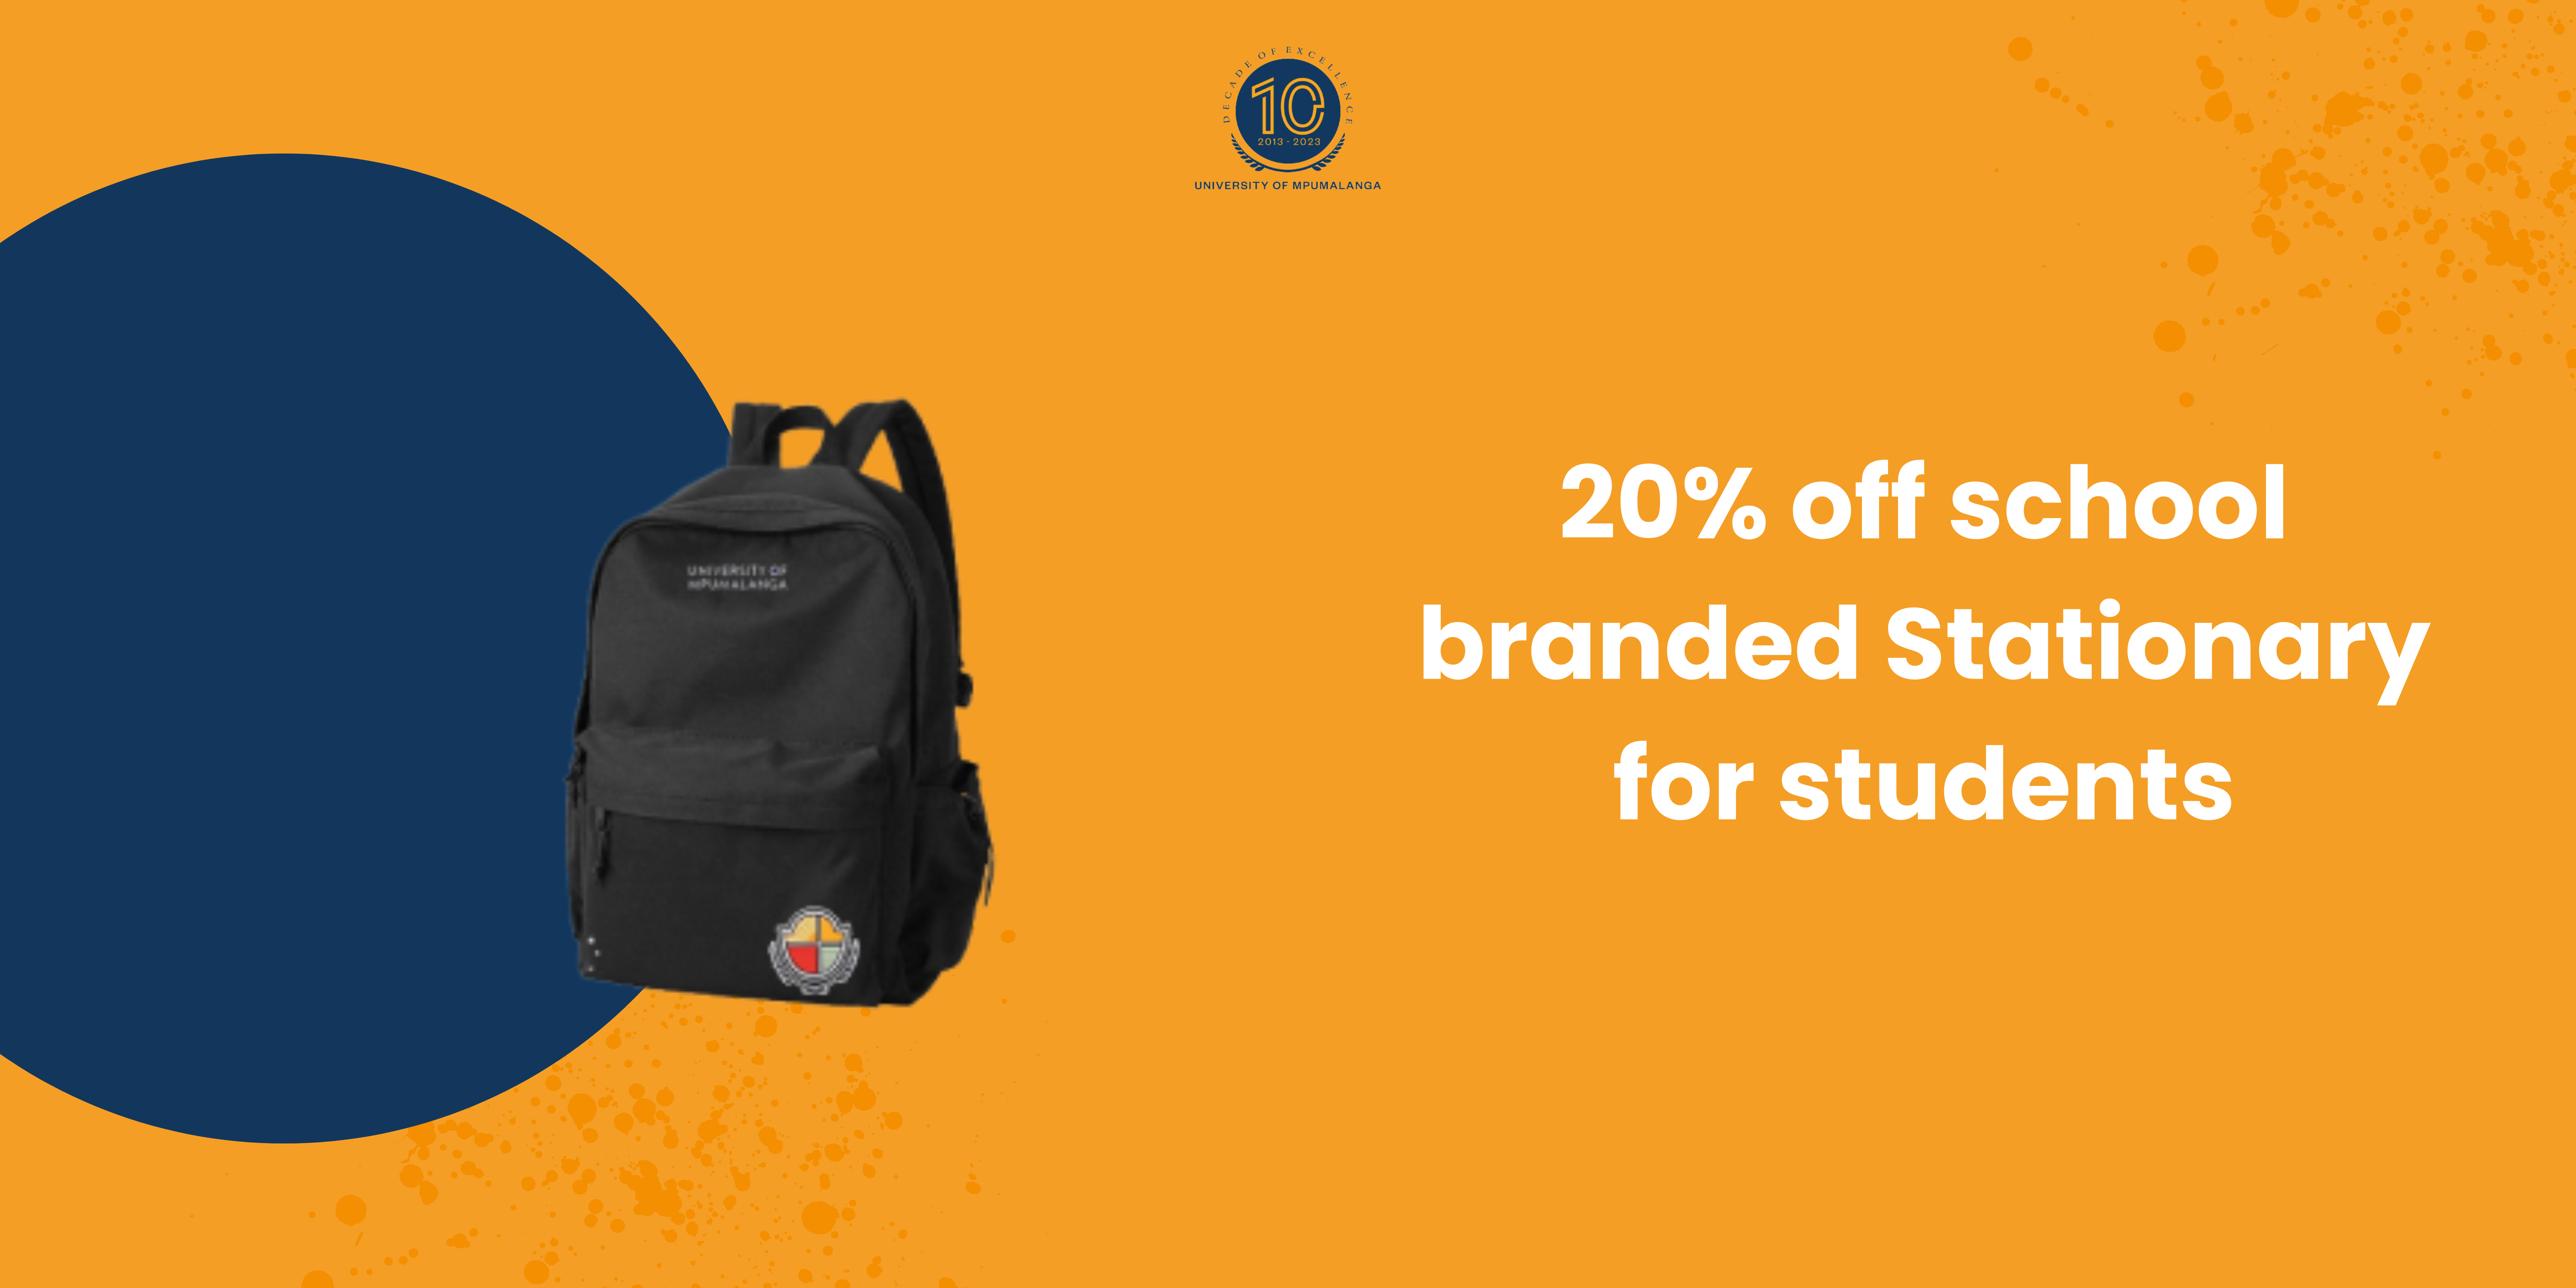 DECADE OF EXCELLENCE
10
2013 - 2023
UNIVERSITY OF MPUMALANGA
UNIVERSITY OF
MPUMALANGA
20% off school
branded Stationary
for students